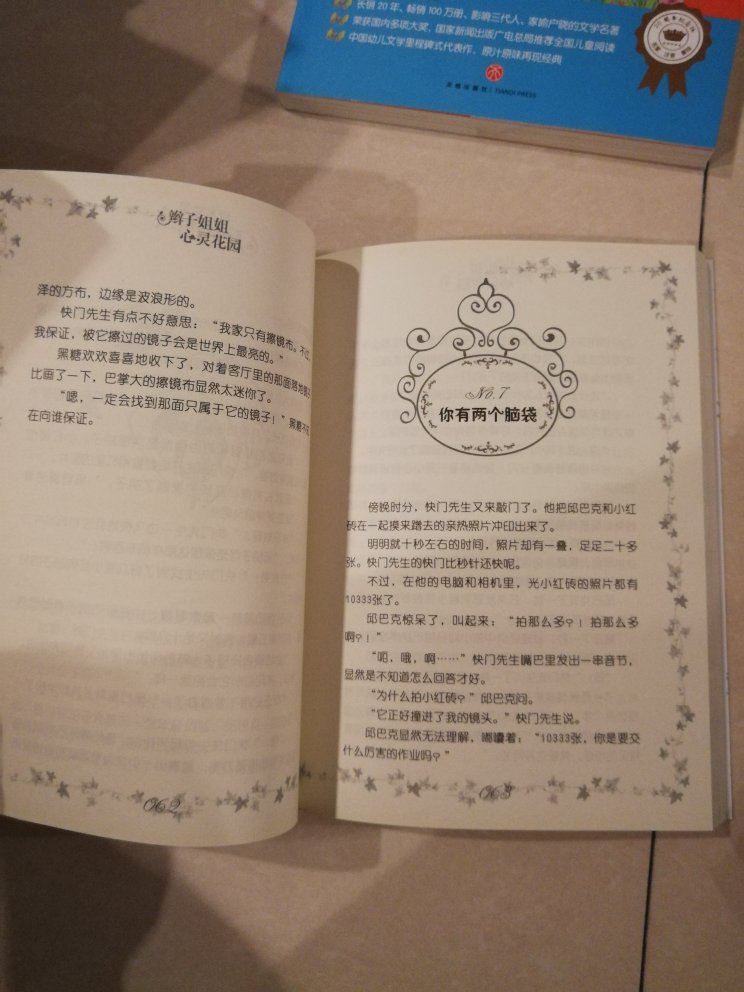 长销20年、畅销100万册、影响三代人、家喻户晓的文学名著
荣获国内多项大奖，国家新闻出版广电总局推荐全国儿童阅读
中国幼儿文学里程碑式代表作、原汁原味再现经典
天地出版社 | TIANDI PRESS
辫子姐姐
心灵花园
泽的方布，边缘是波浪形的。
快门先生有点不好意思：“我家只有擦镜布。不过，
我保证，被它擦过的镜子会是世界上最亮的。”
黑糖欢欢喜喜地收下了，对着客厅里的那面落地镜子
比画了一下，巴掌大的擦镜布显然太迷你了。
“嗯，一定会找到那面只属于它的镜子！”黑糖不知
在向谁保证。
062
No.7
你有两个脑袋
傍晚时分，快门先生又来敲门了。他把邱巴克和小红
砖在一起摸来蹭去的亲热照片冲印出来了。
明明就十秒左右的时间，照片却有一叠，足足二十多
张。快门先生的快门比秒针还快呢。
不过，在他的电脑和相机里，光小红砖的照片都有
10333张了。
邱巴克惊呆了，叫起来：“拍那么多？！拍那么多
啊？！”
“呃，哦，啊……”快门先生嘴巴里发出一串音节，
显然是不知道怎么回答才好。
“为什么拍小红砖？”邱巴克问。
“它正好撞进了我的镜头。”快门先生说。
邱巴克显然无法理解，嘟囔着：“10333张，你是要交
什么厉害的作业吗？”
063